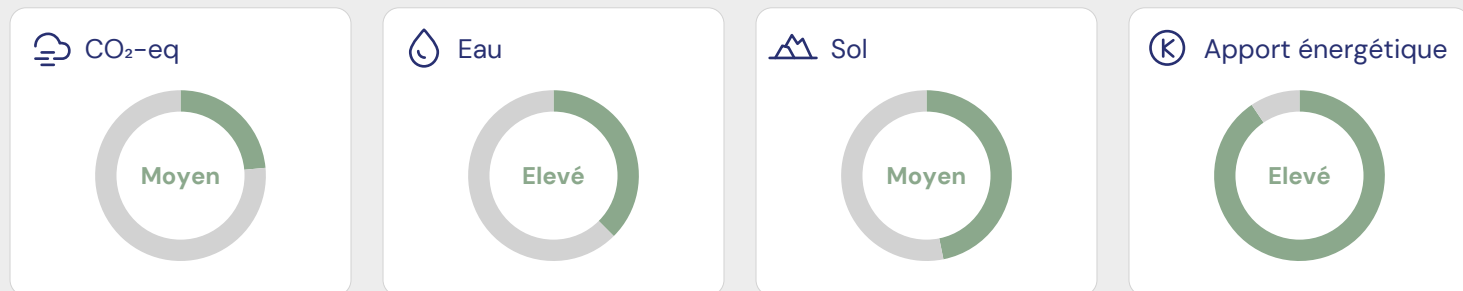 CO₂-eq
Moyen
Eau
Elevé
Sol
Moyen
Apport énergétique
Elevé